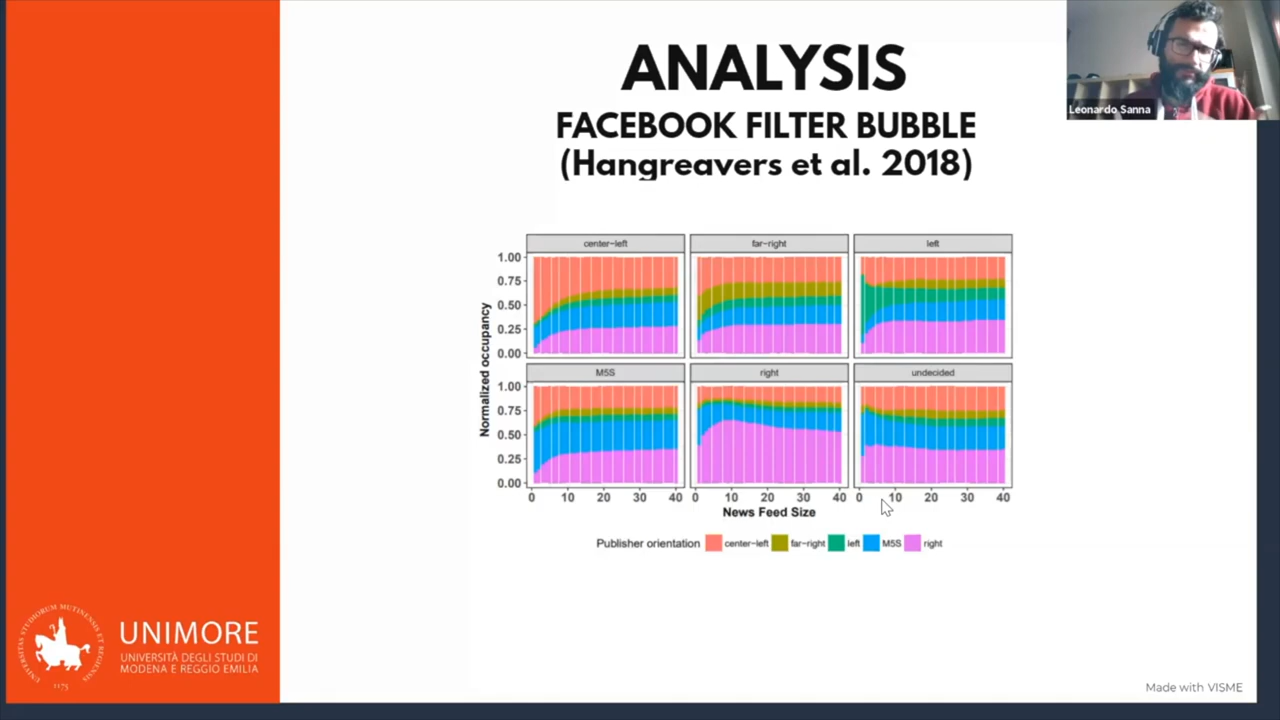 ANALYSIS
FACEBOOK FILTER BUBBLE
(Hangreavers et al. 2018)
Leonardo Sanna
center-left
far-right
left
1.00
0.75
0.50
0.25
0.00
M5S
right
undecided
1.00
0.75
0.50
0.25
0.00
Normalized occupancy
0 10 20 30 40 0 10 20 30 40 0 10 20 30 40
News Feed Size
Publisher orientation center-left far-right left M5S right
UNIMORE
UNIVERSITÀ DEGLI STUDI DI
MODENA E REGGIO EMILIA
1175
Made with VISME